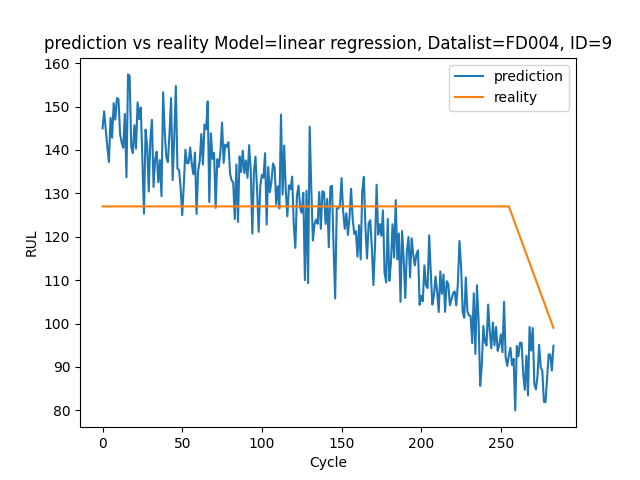 prediction vs reality Model=linear regression, Datalist=FD004, ID=9
prediction
reality
RUL
160
150
140
130
120
110
100
90
80
0 50 100 150 200 250
Cycle